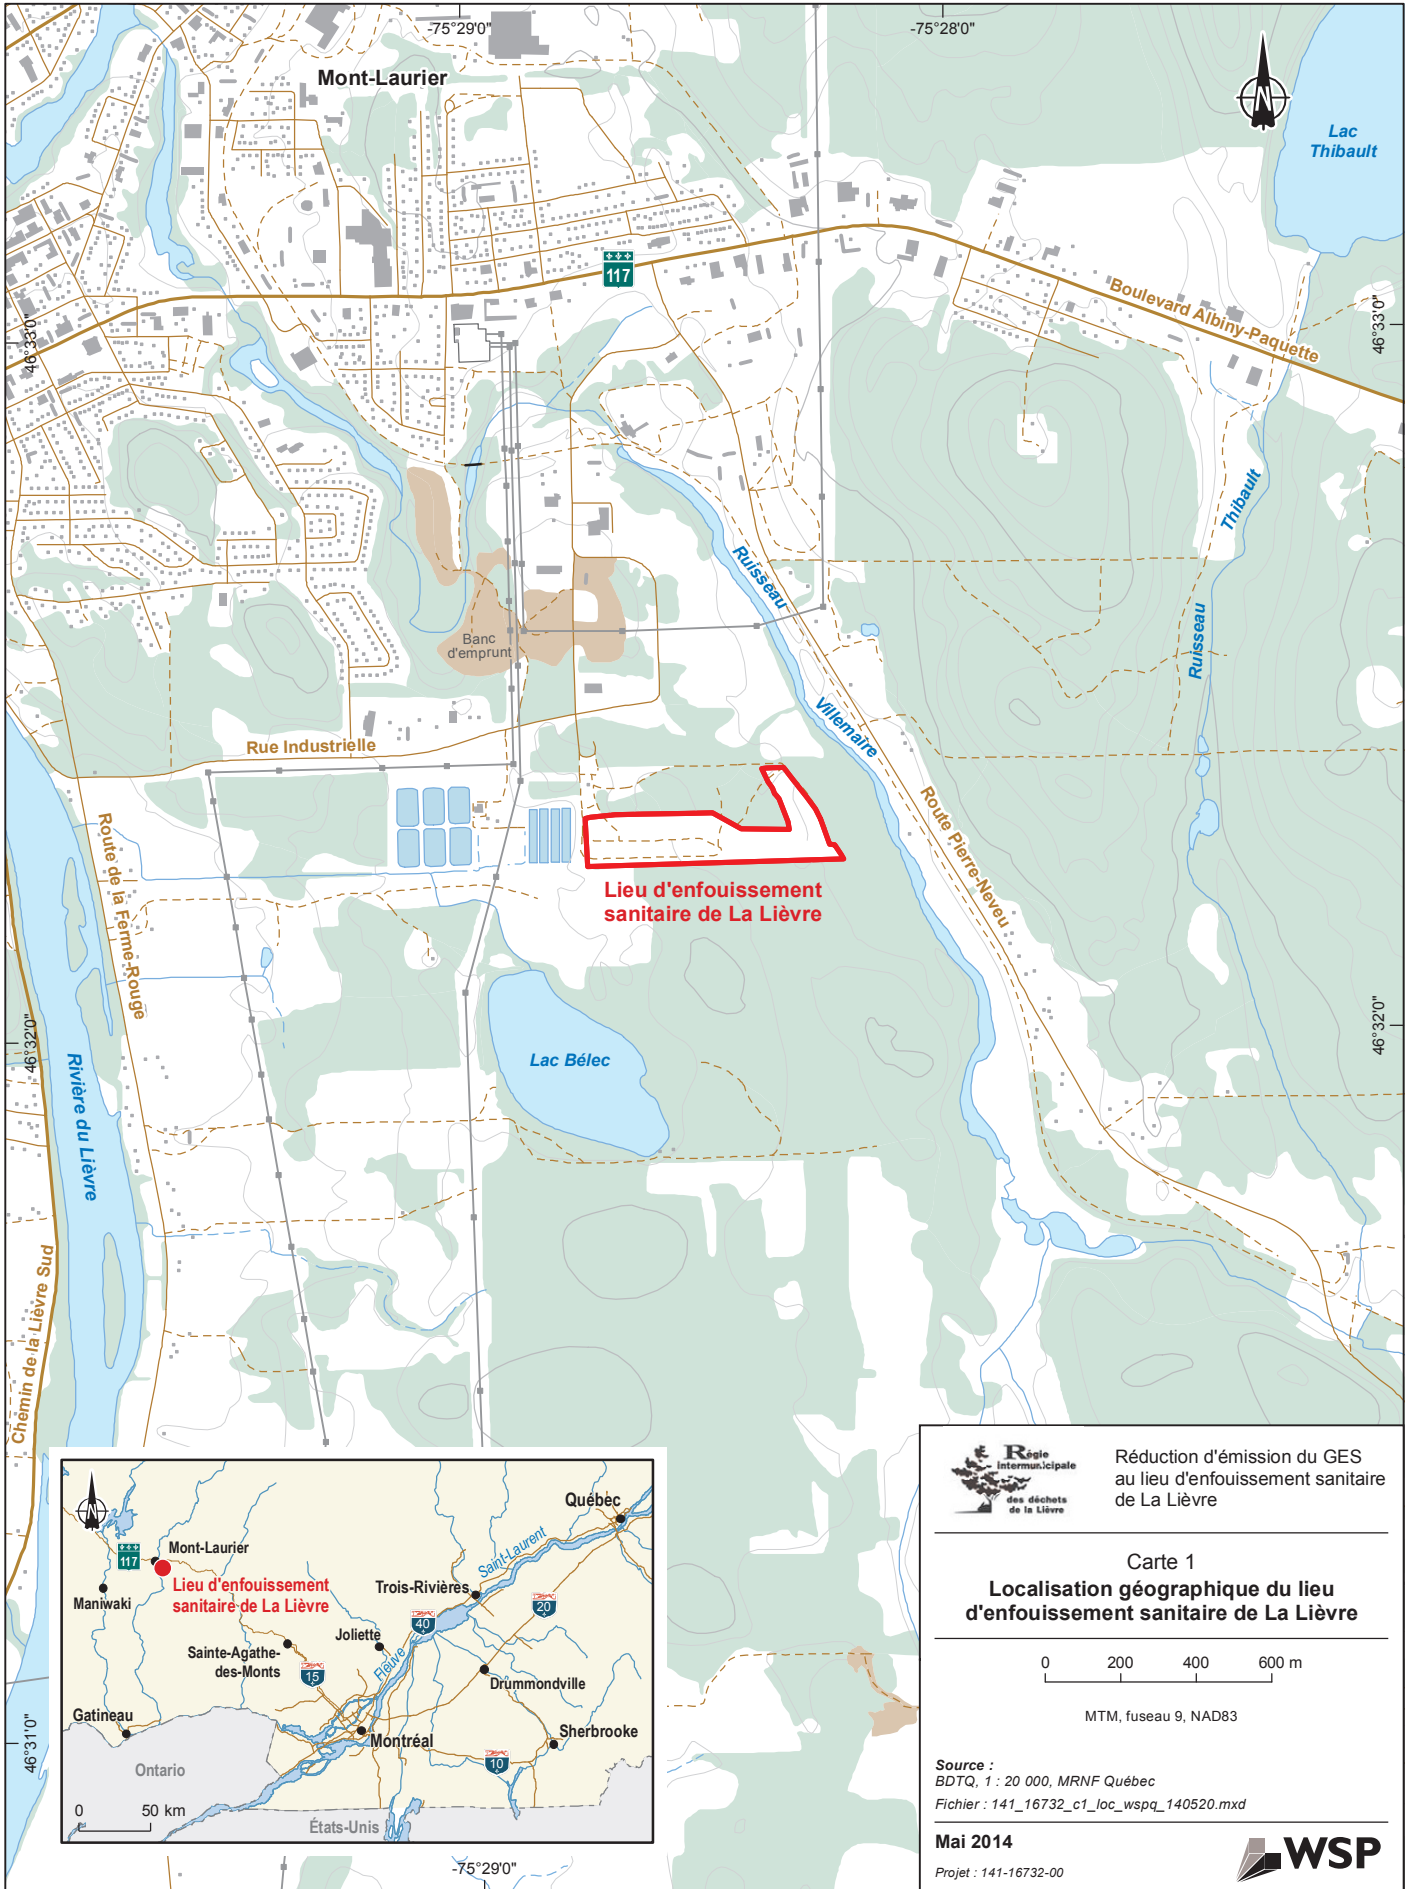 -75°29'0"
-75°28'0"
Mont-Laurier
Lac
Thibault
117
Boulevard Albiny-Paquette
46°33'0"
46°33'0"
Thibault
Ruisseau
Ruisseau
Villemaire
Banc
d'emprunt
Rue Industrielle
Route de la Ferme-Rouge
Route Pierre-Neveu
Lieu d'enfouissement
sanitaire de La Lièvre
46°32'0"
46°32'0"
Lac Bélec
Rivière du Lièvre
Chemin de la Lièvre Sud
46°31'0"
-75°29'0"
N
N
Québec
117
Mont-Laurier
Lieu d'enfouissement
sanitaire de La Lièvre
Maniwaki
Saint-Laurent
Fleuve
Trois-Rivières
20
40
Joliette
Sainte-Agathe-
des-Monts
15
Drummondville
Gatineau
Montréal
Sherbrooke
10
Ontario
0 50 km
États-Unis
Régie
Intermunicipale
des déchets
de la Lièvre
Réduction d'émission du GES
au lieu d'enfouissement sanitaire
de La Lièvre
Carte 1
Localisation géographique du lieu
d'enfouissement sanitaire de La Lièvre
0 200 400 600 m
MTM, fuseau 9, NAD83
Source :
BDTQ, 1 : 20 000, MRNF Québec
Fichier : 141_16732_c1_loc_wspq_140520.mxd
Mai 2014
Projet : 141-16732-00
WSP